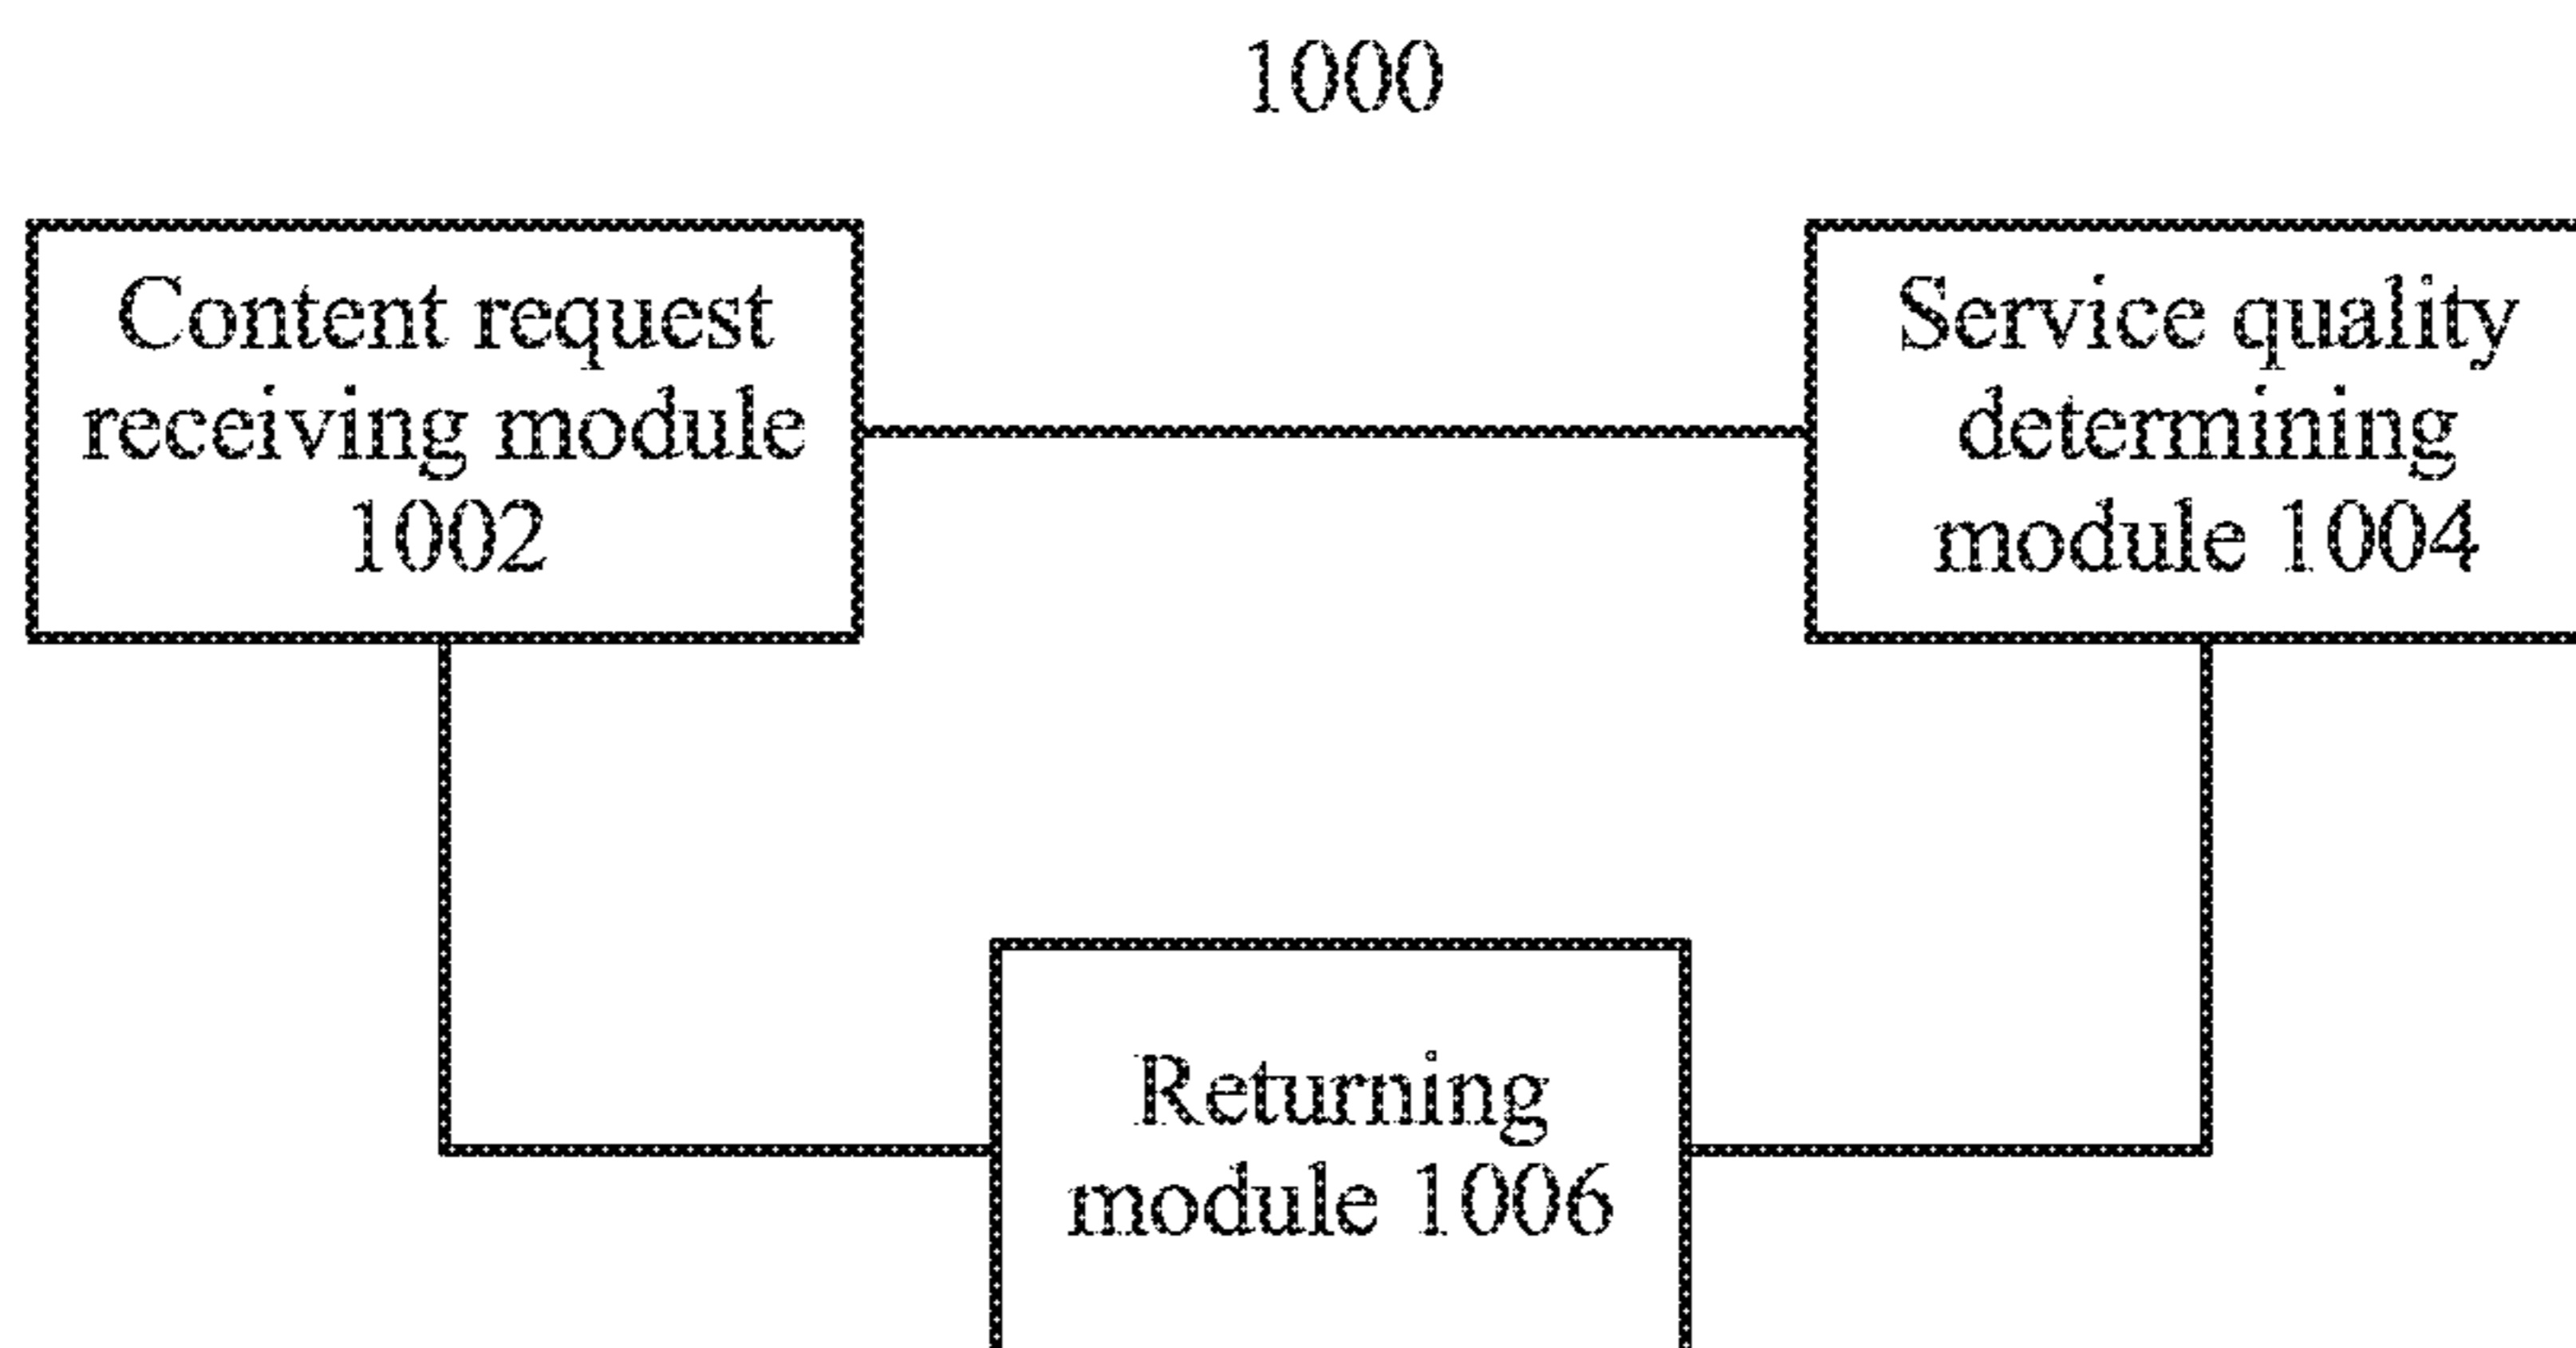 1000
Content request
receiving module
1002
Service quality
determining
module 1004
Returning
module 1006